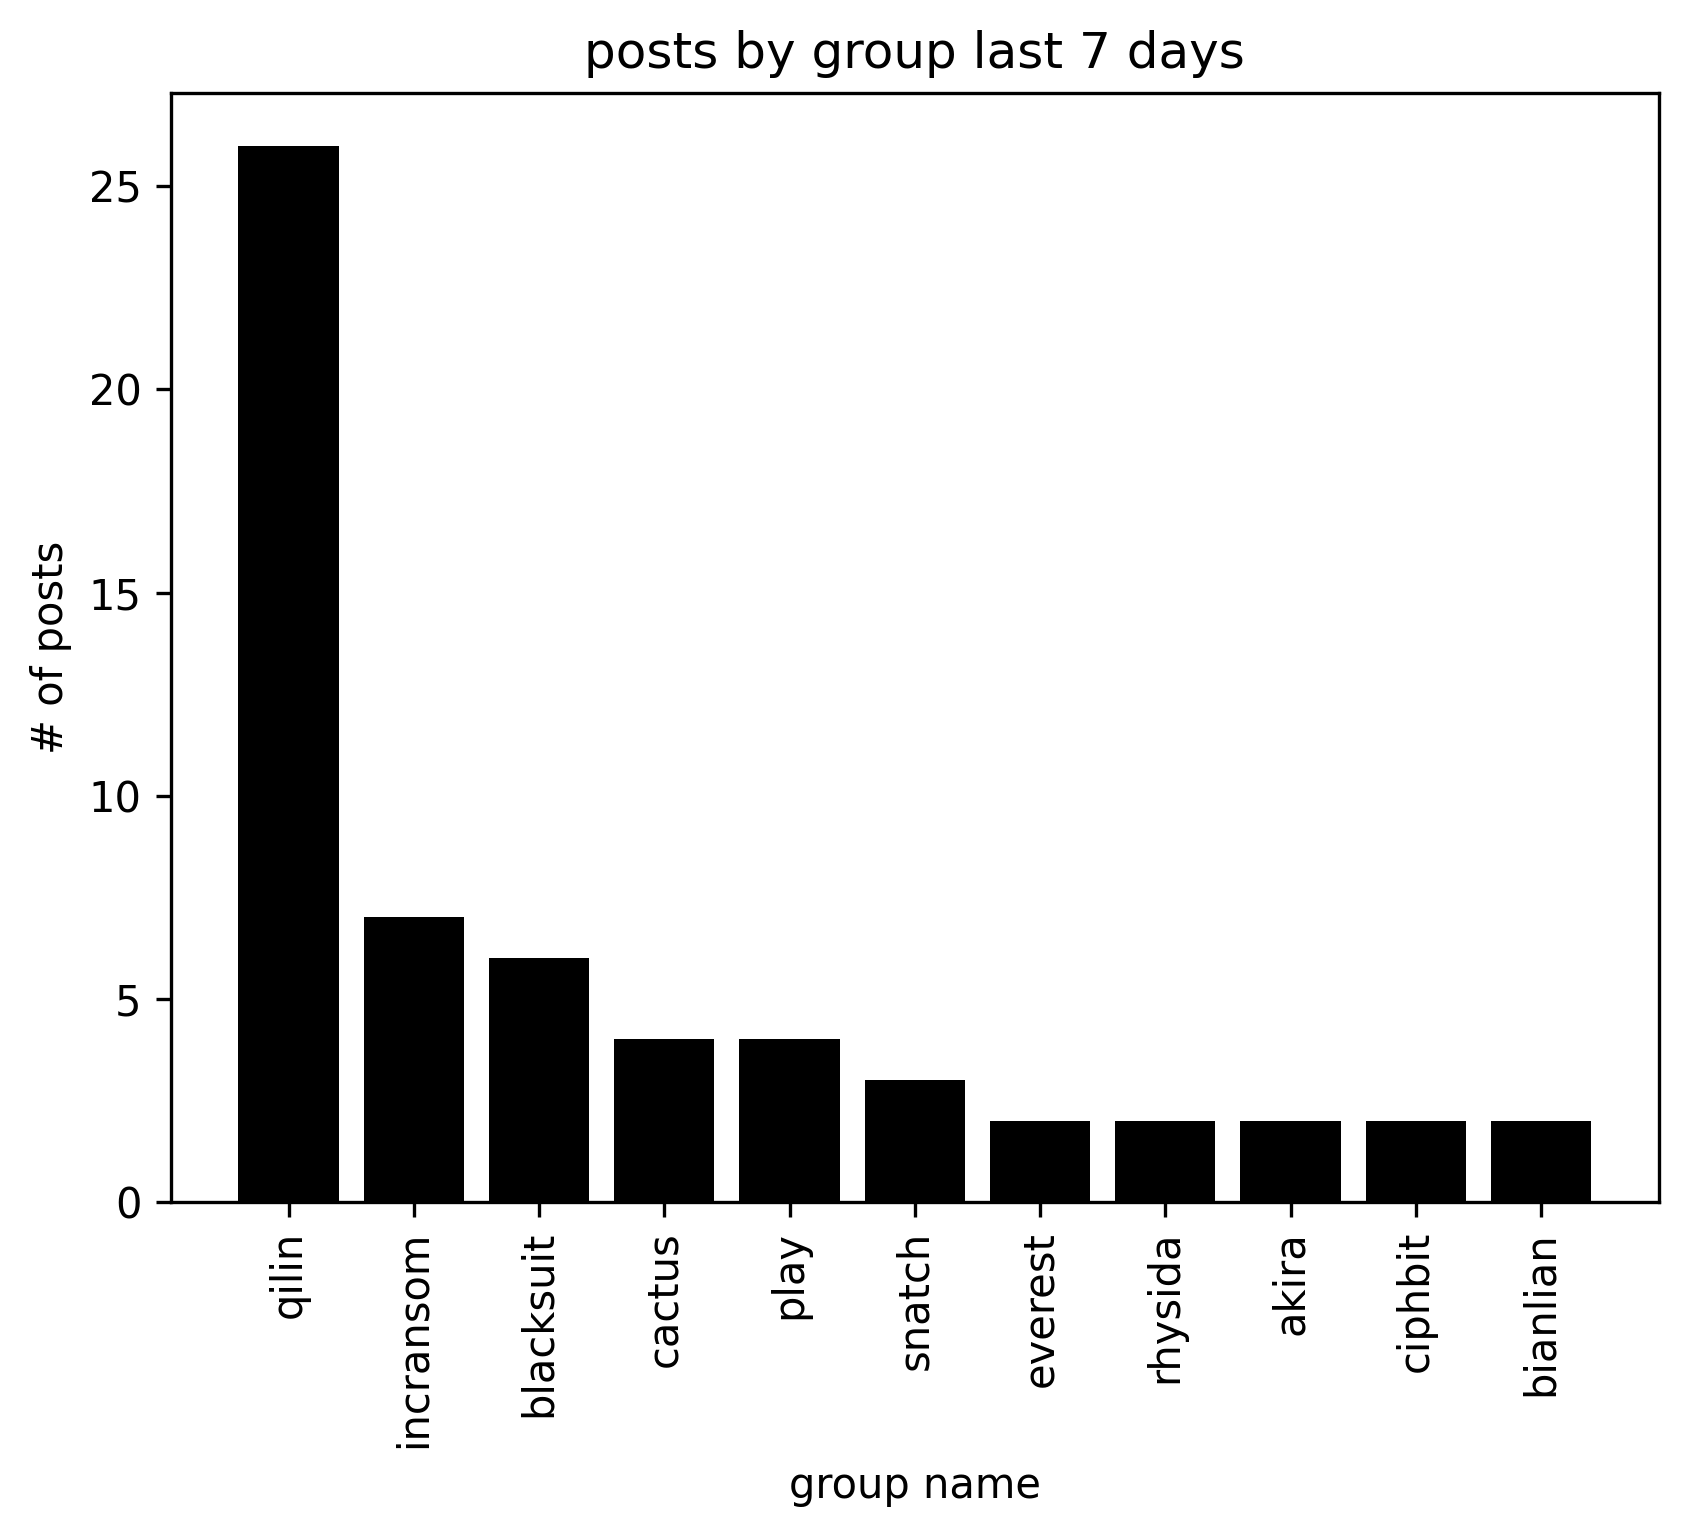 posts by group last 7 days
# of posts
25
20
15
10
5
0
qilin
incransom
blacksuit
cactus
play
snatch
everest
rhysida
akira
ciphbit
bianlian
group name